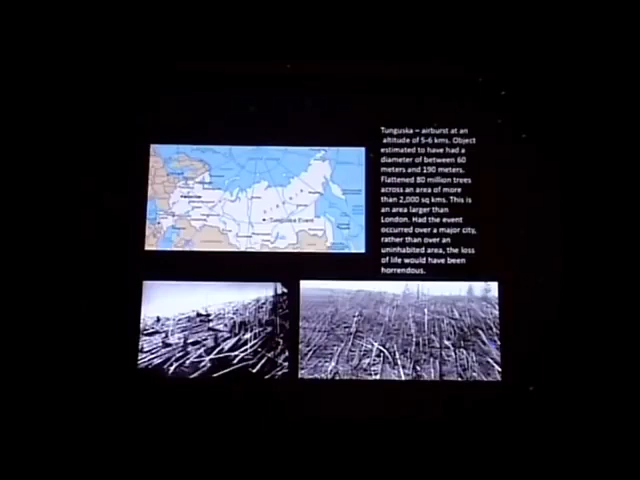 Tunguska – airburst at an
altitude of 5-6 kms. Object
estimated to have had a
diameter of between 60
meters and 190 meters.
Flattened 80 million trees
across an area of more
than 2,000 sq kms. This is
an area larger than
London. Had the event
occurred over a major city,
rather than over an
uninhabited area, the loss
of life would have been
horrendous.
Tunguska Event